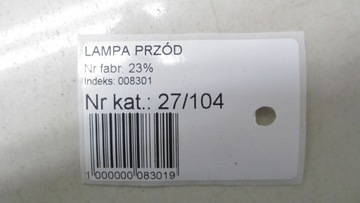 LAMPA PRZÓD
Nr fabr. 23%
Indeks: 008301
Nr kat.: 27/104
1 000000 083019